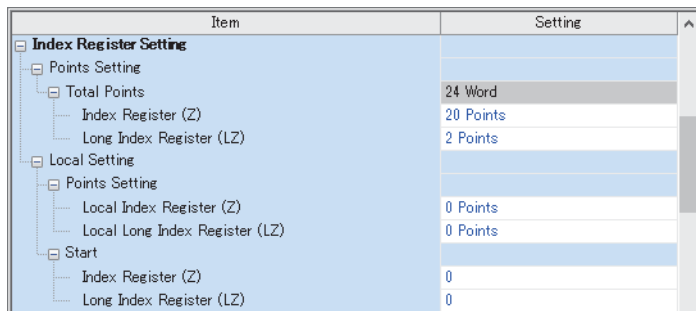 Item Setting
Index Register Setting
Points Setting
Total Points 24 Word
Index Register (Z) 20 Points
Long Index Register (LZ) 2 Points
Local Setting
Points Setting
Local Index Register (Z) 0 Points
Local Long Index Register (LZ) 0 Points
Start
Index Register (Z) 0
Long Index Register (LZ) 0